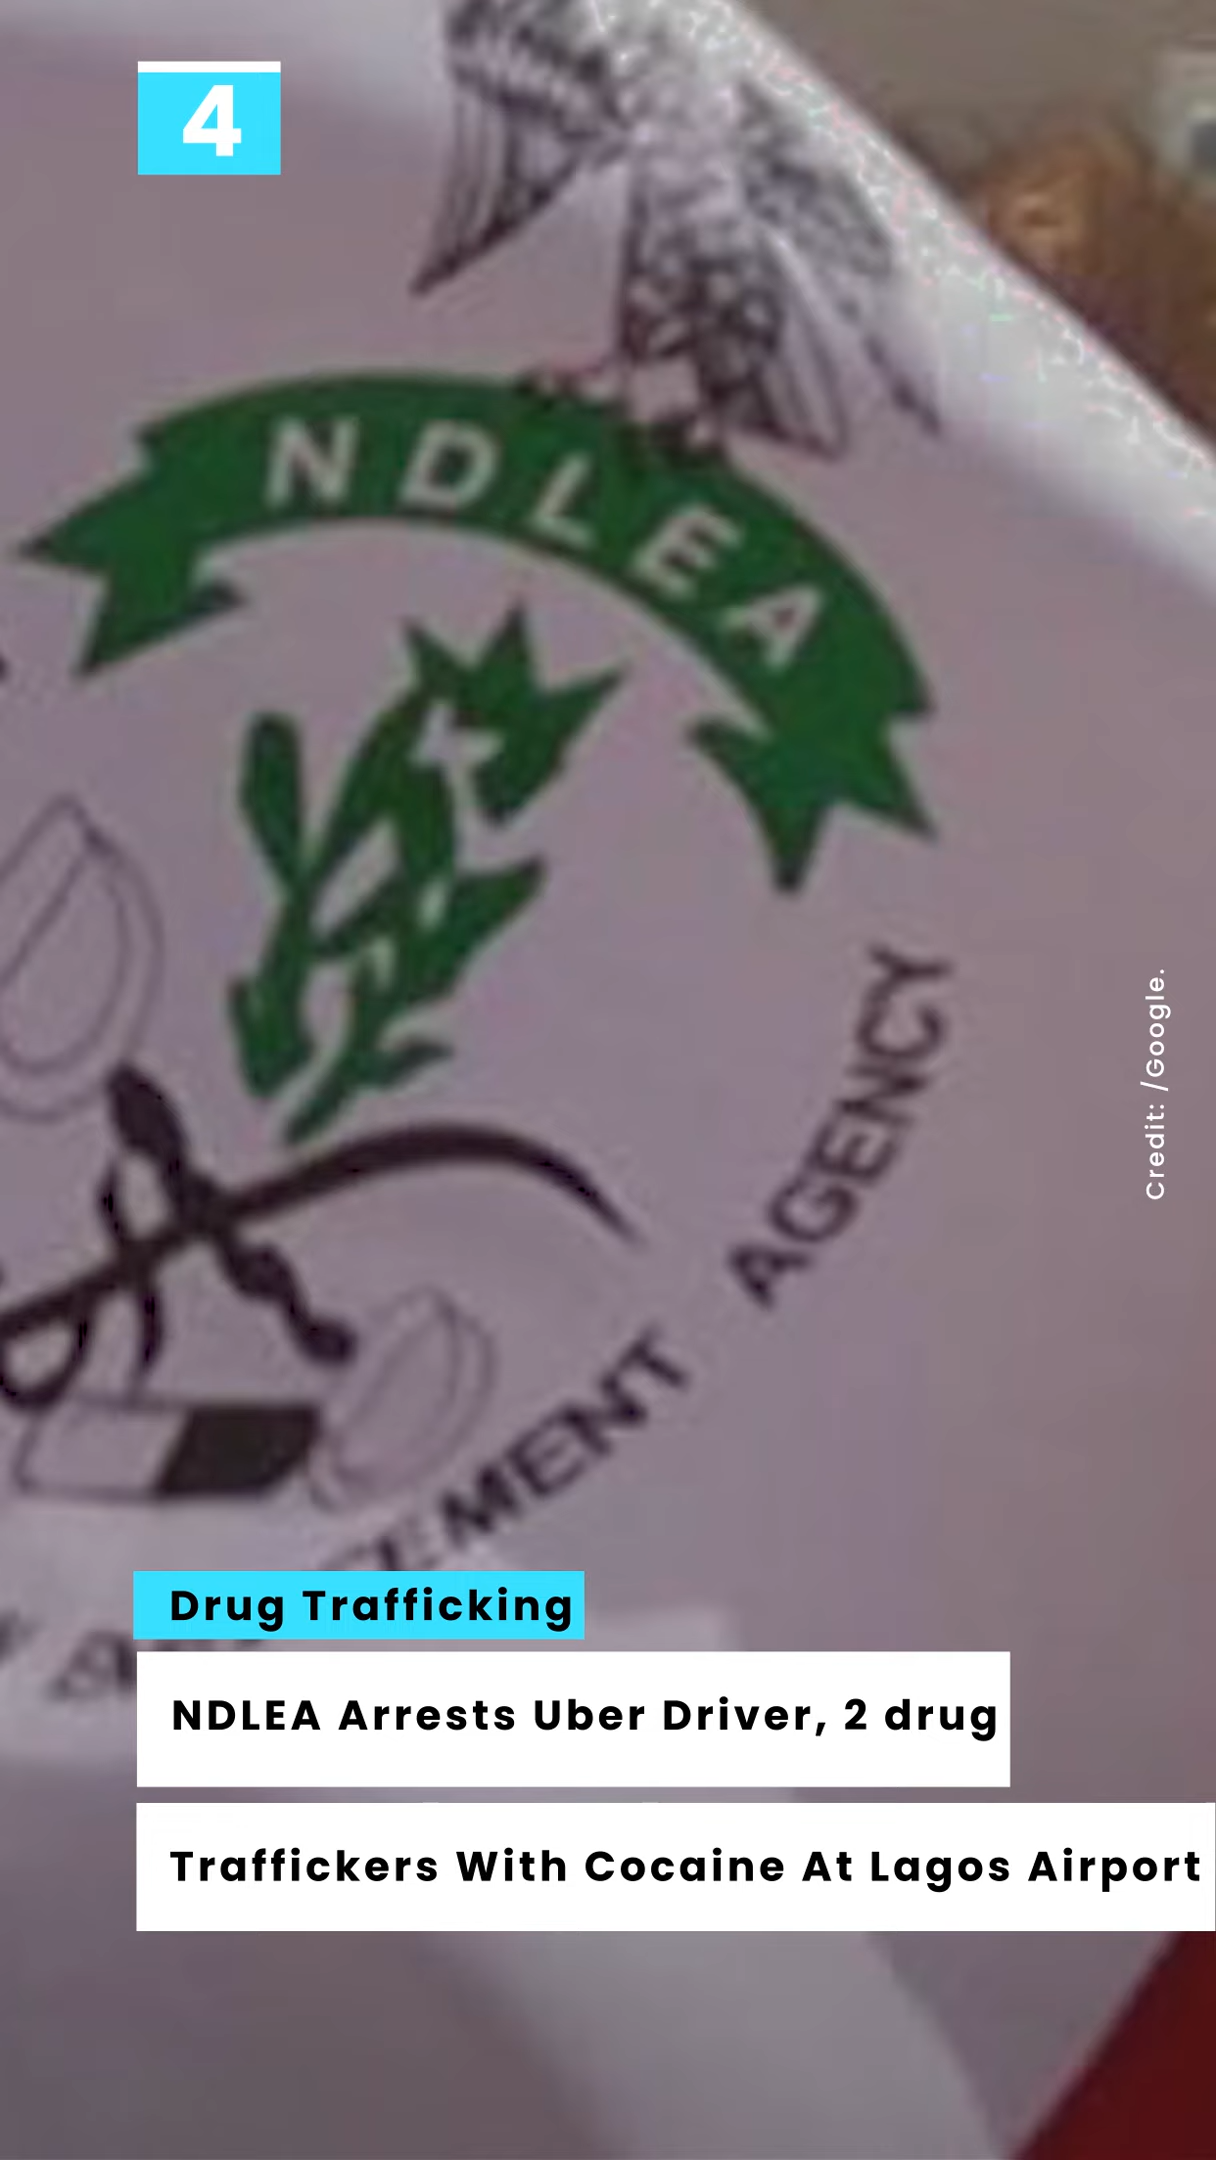 4
NDLEA
AGENCY
CEMENT
Credit: /Google.
Drug Trafficking
NDLEA Arrests Uber Driver, 2 drug
Traffickers With Cocaine At Lagos Airport